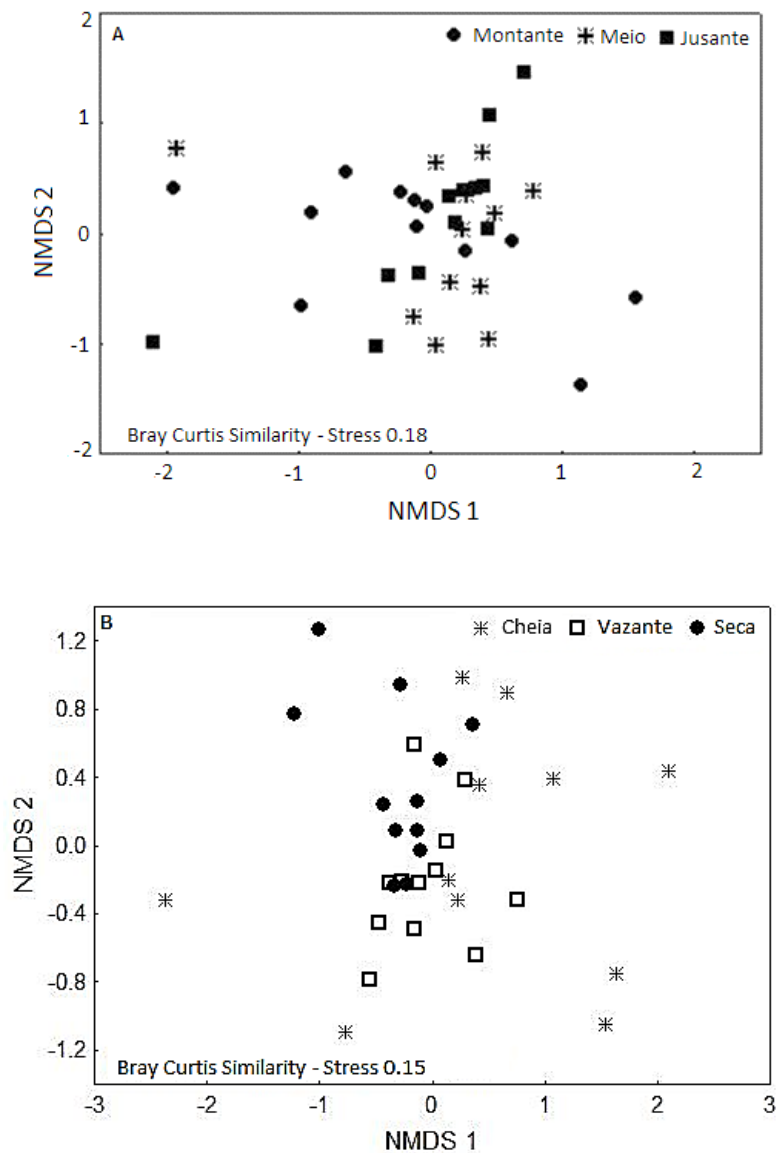 A
Montante Meio Jusante
2
1
0
-1
-2
NMDS 2
Bray Curtis Similarity - Stress 0.18
-2 -1 0 1 2
NMDS 1
B
Cheia Vazante Seca
1.2
0.8
0.4
0.0
-0.4
-0.8
-1.2
NMDS 2
Bray Curtis Similarity - Stress 0.15
-3 -2 -1 0 1 2 3
NMDS 1